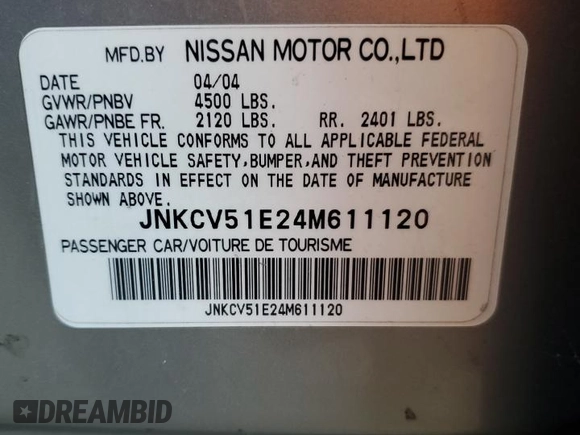 MFD.BY NISSAN MOTOR CO.,LTD
DATE 04/04
GVWR/PNBV 4500 LBS.
GAWR/PNBE FR. 2120 LBS. RR. 2401 LBS.
THIS VEHICLE CONFORMS TO ALL APPLICABLE FEDERAL
MOTOR VEHICLE SAFETY,BUMPER,AND THEFT PREVENTION
STANDARDS IN EFFECT ON THE DATE OF MANUFACTURE
SHOWN ABOVE. JNKCV51E24M611120
PASSENGER CAR/VOITURE DE TOURISME
JNKCV51E24M611120
DREAMBID